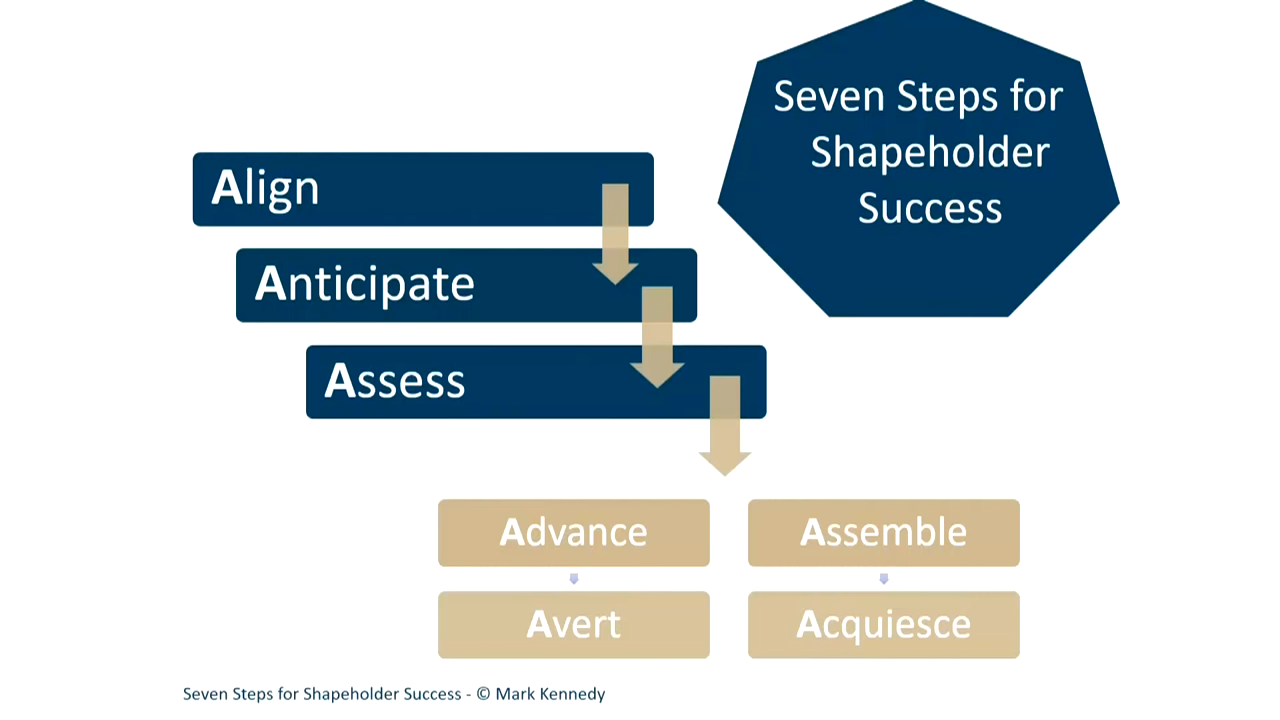 Seven Steps for
Shapeholder
Success
Align
Anticipate
Assess
Advance
Assemble
Avert
Acquiesce
Seven Steps for Shapeholder Success - © Mark Kennedy